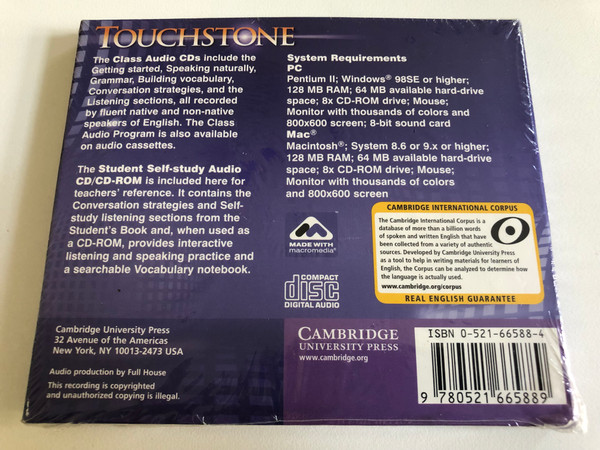 TOUCHSTONE
The Class Audio CDs include the
Getting started, Speaking naturally,
Grammar, Building vocabulary,
Conversation strategies, and the
Listening sections, all recorded
by fluent native and non-native
speakers of English. The Class
Audio Program is also available
on audio cassettes.
The Student Self-study Audio
CD/CD-ROM is included here for
teachers' reference. It contains the
Conversation strategies and Self-
study listening sections from the
Student's Book and, when used as
a CD-ROM, provides interactive
listening and speaking practice and
a searchable Vocabulary notebook.
System Requirements
PC
Pentium II; Windows® 98SE or higher;
128 MB RAM; 64 MB available hard-drive
space; 8x CD-ROM drive; Mouse;
Monitor with thousands of colors and
800x600 screen; 8-bit sound card
Mac®
Macintosh®; System 8.6 or 9.x or higher;
128 MB RAM; 64 MB available hard-drive
space; 8x CD-ROM drive; Mouse;
Monitor with thousands of colors
and 800x600 screen
MADE WITH
macromedia®
COMPACT
disc
DIGITAL AUDIO
CAMBRIDGE INTERNATIONAL CORPUS
The Cambridge International Corpus is a
database of more than a billion words
of spoken and written English that have
been collected from a variety of authentic
sources. Developed by Cambridge University Press
as a tool to help in writing materials for learners of
English, the Corpus can be analyzed to determine how
the language is actually used.
www.cambridge.org/corpus
REAL ENGLISH GUARANTEE
Cambridge University Press
32 Avenue of the Americas
New York, NY 10013-2473 USA
Audio production by Full House
This recording is copyrighted
and unauthorized copying is illegal.
CAMBRIDGE
UNIVERSITY PRESS
www.cambridge.org
ISBN 0-521-66588-4
9 780521 665889